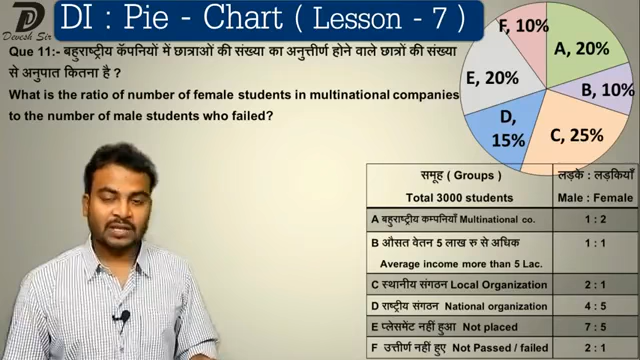 D
Devesh Sir
DI : Pie - Chart ( Lesson - 7 )
Que 11:- बहुराष्ट्रीय कॅपनियों में छात्राओं की संख्या का अनुत्तीर्ण होने वाले छात्रों की संख्या
से अनुपात कितना है ?
What is the ratio of number of female students in multinational companies
to the number of male students who failed?
F, 10%
A, 20%
E, 20%
B, 10%
D,
15%
C, 25%
समूह ( Groups )
Total 3000 students
लड़के : लड़कियाँ
Male : Female
A बहुराष्ट्रीय कम्पनियाँ Multinational co. 1 : 2
B औसत वेतन 5 लाख रु से अधिक 1 : 1
Average income more than 5 Lac.
C स्थानीय संगठन Local Organization 2 : 1
D राष्ट्रीय संगठन National organization 4 : 5
E प्लेसमेंट नहीं हुआ Not placed 7 : 5
F उत्तीर्ण नहीं हुए Not Passed / failed 2 : 1